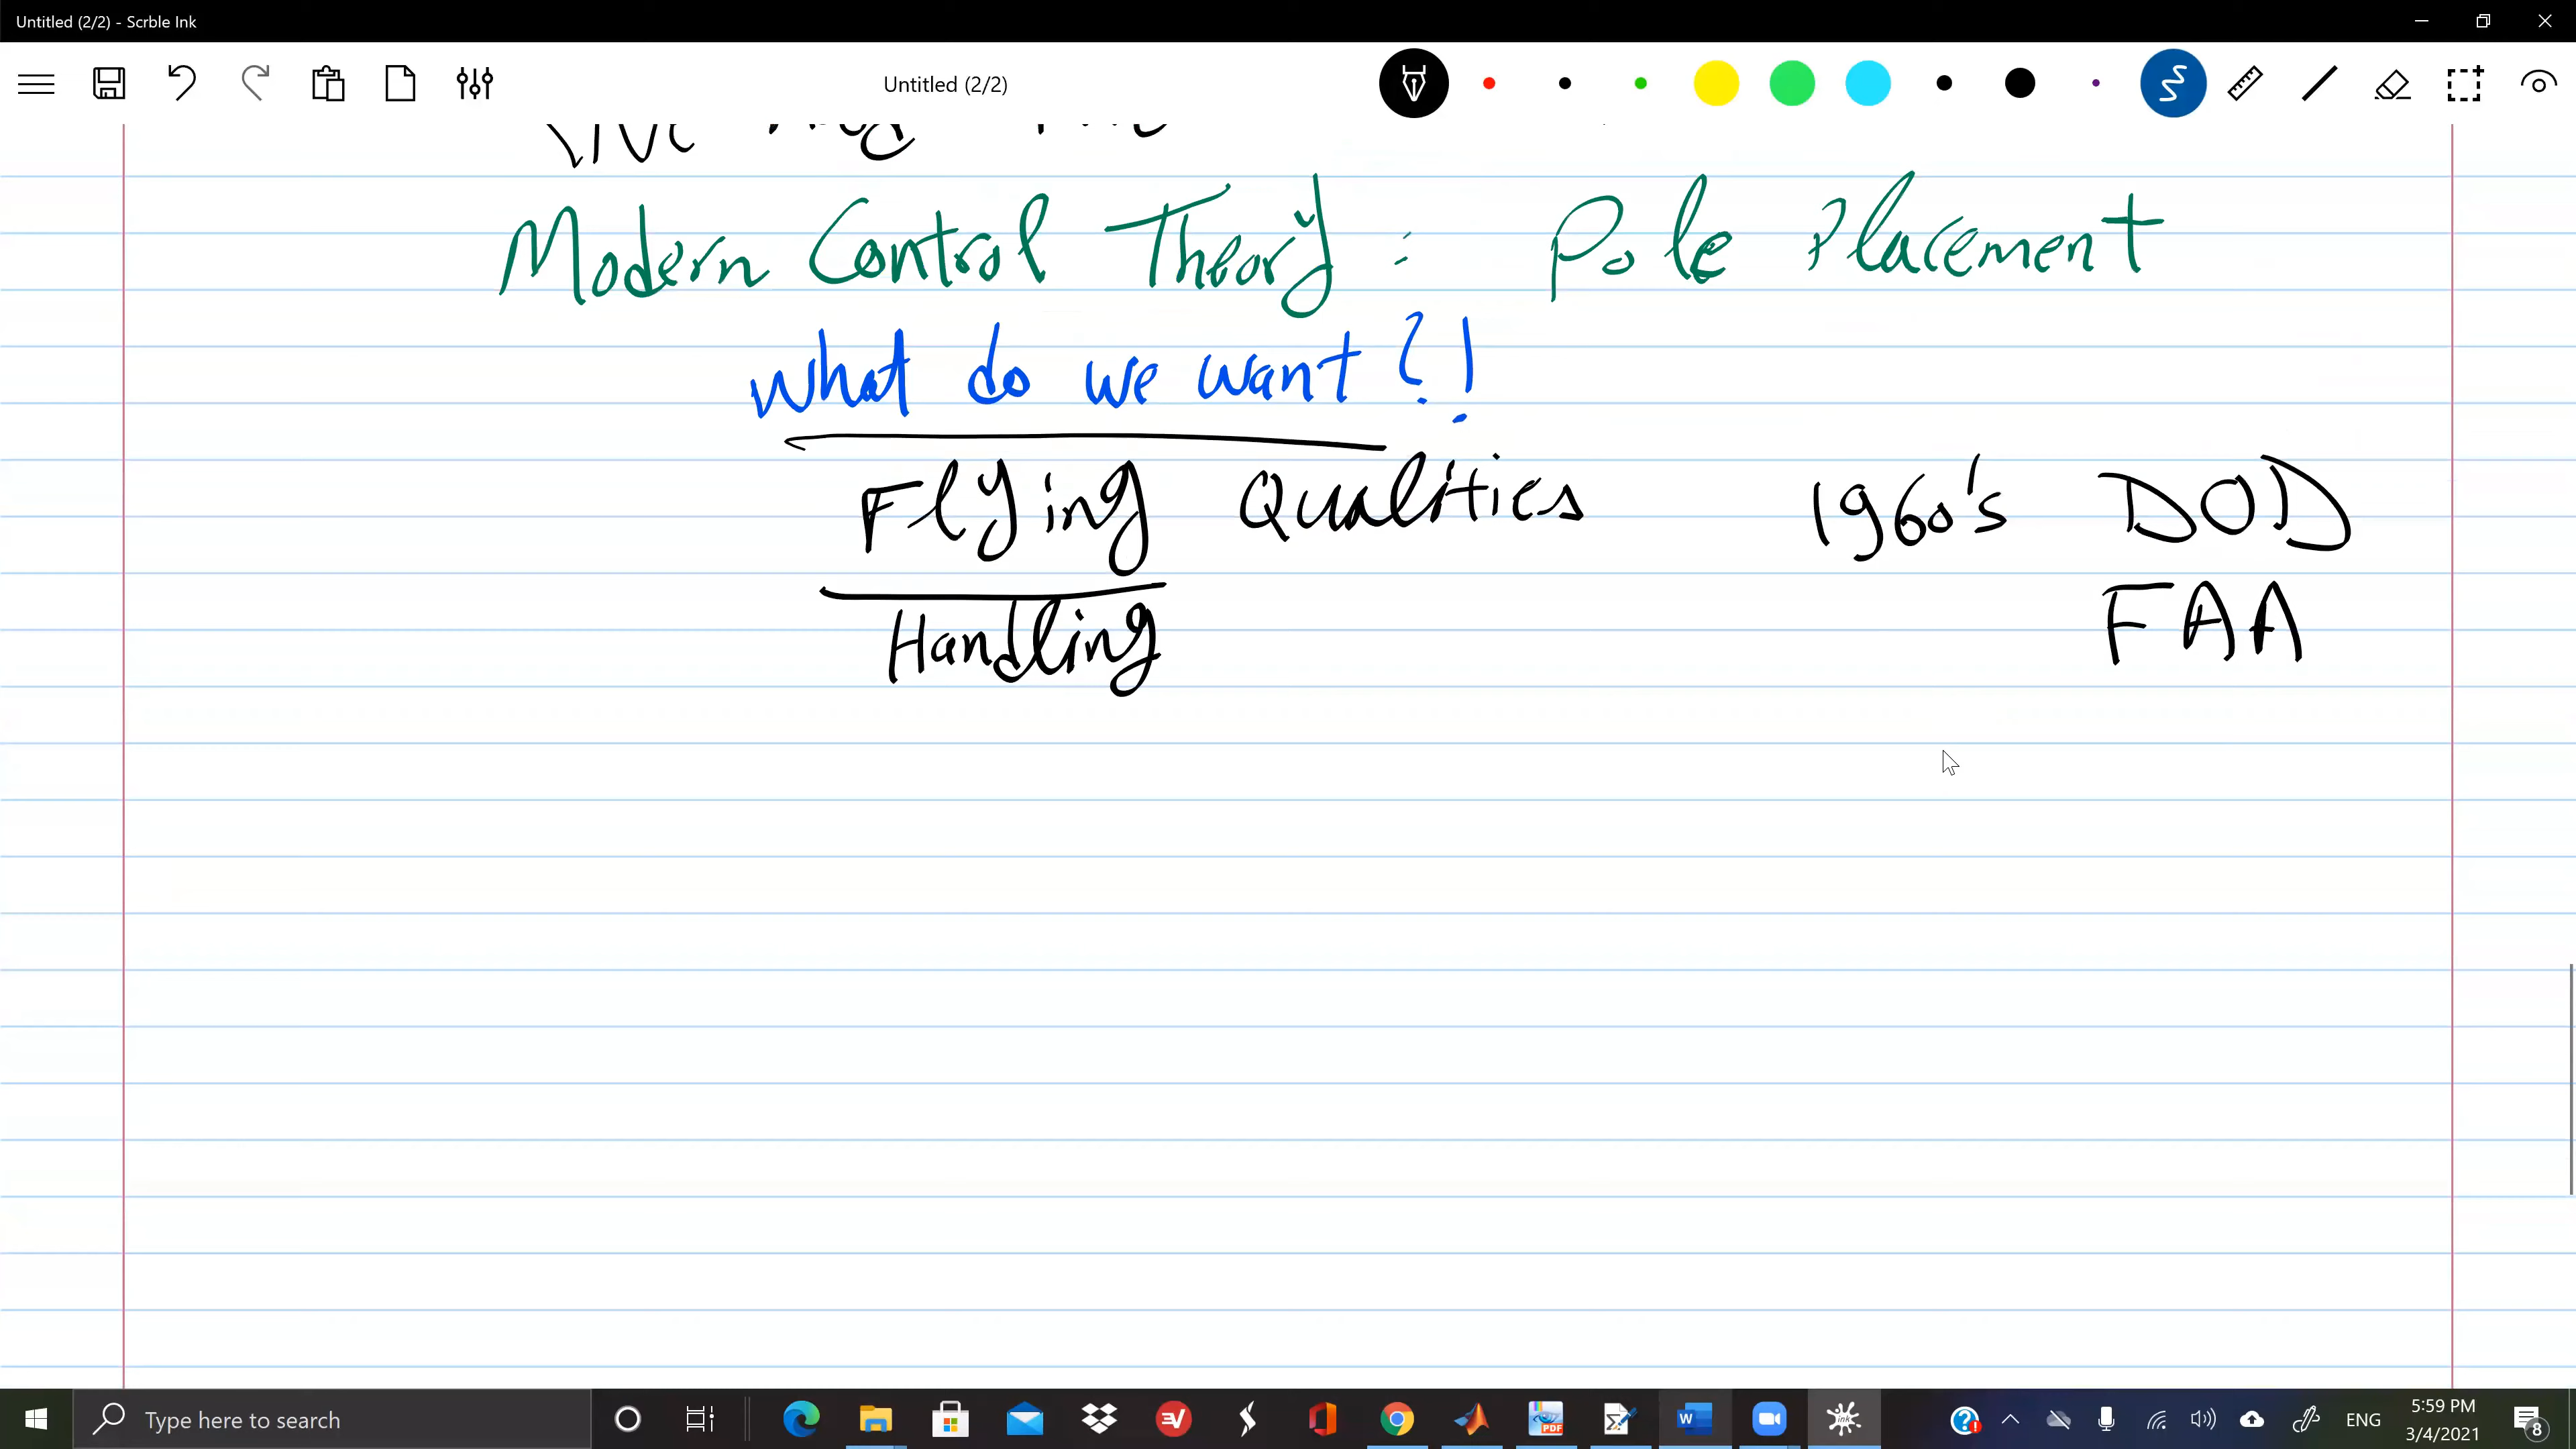 Untitled (2/2) - Scrble Ink
Untitled (2/2)
Modern Control Theory : Pole Placement
What do we want ?!
Flying Qualities 1960's DOD
Handling FAA
Type here to search
ENG
5:59 PM
3/4/2021
8